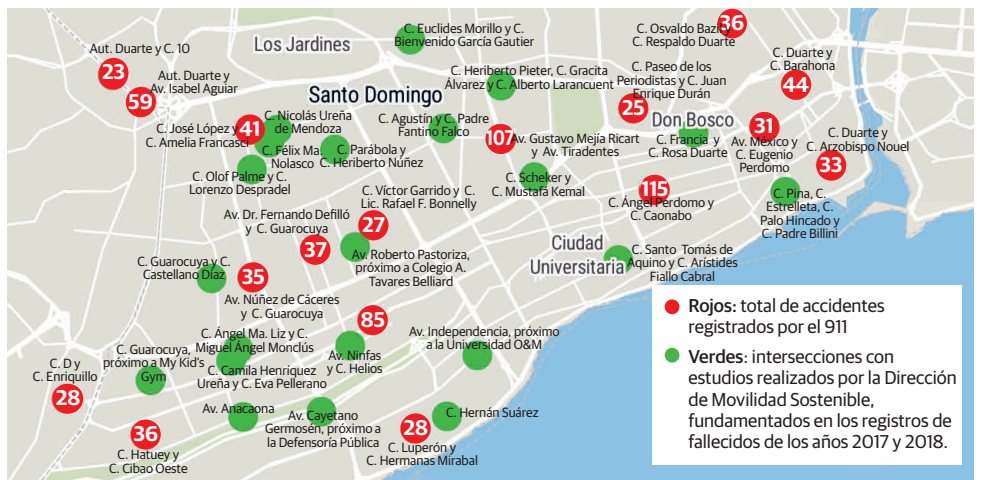 C. Euclides Morillo y C.
Bienvenido García Gautier
Los Jardines
C. Osvaldo Bazil y
C. Respaldo Duarte
36
Aut. Duarte y C. 10
23
Aut. Duarte y
Av. Isabel Aguiar
59
C. Heriberto Pieter, C. Gracita
Álvarez y C. Alberto Larancuent
C. Paseo de los
Periodistas y C. Juan
Enrique Durán
25
C. Duarte y
C. Barahona
44
Santo Domingo
C. José López y
C. Amelia Francasci
41
C. Nicolás Ureña
de Mendoza
C. Félix Ma.
Nolasco
C. Parábola y
C. Heriberto Núñez
C. Agustín y C. Padre
Fantino Falco
107
Av. Gustavo Mejía Ricart
y Av. Tiradentes
Don Bosco
C. Francia y
C. Rosa Duarte
31
Av. México y
C. Eugenio
Perdomo
C. Duarte y
C. Arzobispo Nouel
33
C. Olof Palme y C.
Lorenzo Despradel
C. Scheker y
C. Mustafá Kemal
115
C. Ángel Perdomo y
C. Caonabo
C. Pina, C.
Estrelleta, C.
Palo Hincado y
C. Padre Billini
C. Víctor Garrido y C.
Lic. Rafael F. Bonnelly
27
Av. Dr. Fernando Defilló
y C. Guarocuya
37
Av. Roberto Pastoriza,
próximo a Colegio A.
Tavares Belliard
Ciudad
Universitaria
C. Santo Tomás de
Aquino y C. Arístides
Fiallo Cabral
C. Guarocuya y C.
Castellano Díaz
35
Av. Núñez de Cáceres
y C. Guarocuya
85
Av. Ninfas
y C. Helios
Av. Independencia, próximo
a la Universidad O&M
C. Ángel Ma. Liz y C.
Miguel Ángel Monclús
C. Camila Henríquez
Ureña y C. Eva Pellerano
C. Guarocuya,
próximo a My Kid's
Gym
C. D y
C. Enriquillo
28
Av. Anacaona
Av. Cayetano
Germosén, próximo a
la Defensoría Pública
C. Hernán Suárez
28
C. Luperón y
C. Hermanas Mirabal
36
C. Hatuey y
C. Cibao Oeste
Rojos: total de accidentes
registrados por el 911
Verdes: intersecciones con
estudios realizados por la Dirección
de Movilidad Sostenible,
fundamentados en los registros de
fallecidos de los años 2017 y 2018.